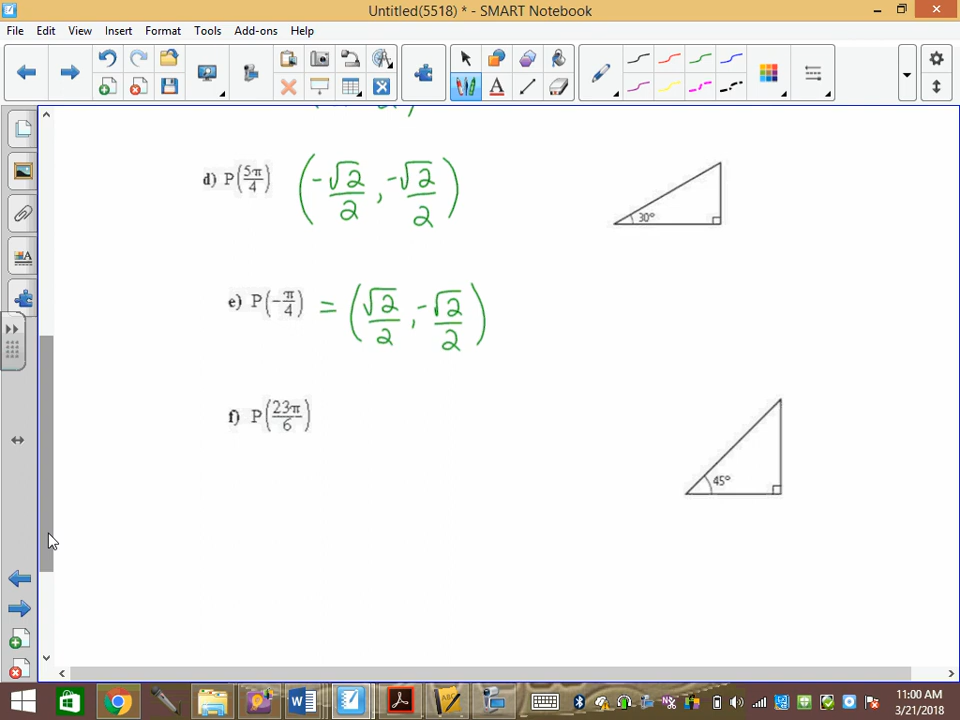 Untitled(5518) * - SMART Notebook
File Edit View Insert Format Tools Add-ons Help
d) P(5π/4) (-√2/2, -√2/2)
30°
e) P(-π/4) = (√2/2, -√2/2)
f) P(23π/6)
45°
11:00 AM
3/21/2018